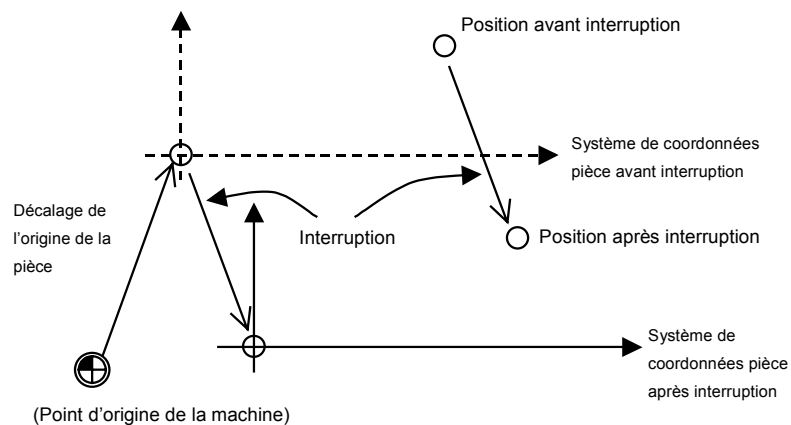 Position avant interruption
Système de coordonnées
pièce avant interruption
Décalage de
l'origine de la
pièce
Interruption
Position après interruption
Système de
coordonnées pièce
après interruption
(Point d'origine de la machine)